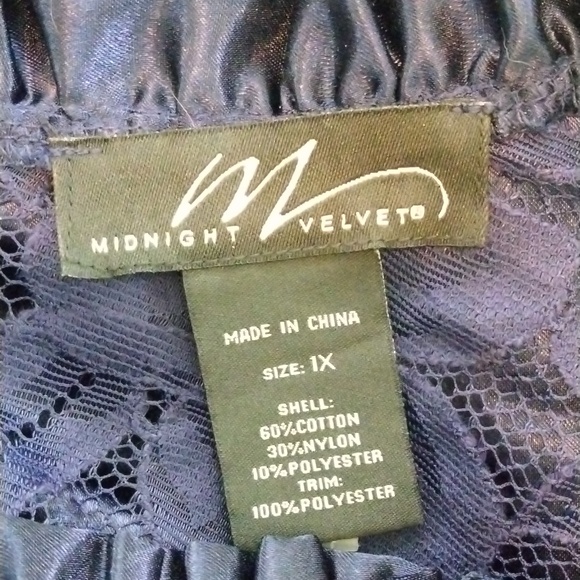 M
MIDNIGHT VELVET®
MADE IN CHINA
SIZE: 1X
SHELL:
60%COTTON
30%NYLON
10%POLYESTER
TRIM:
100%POLYESTER